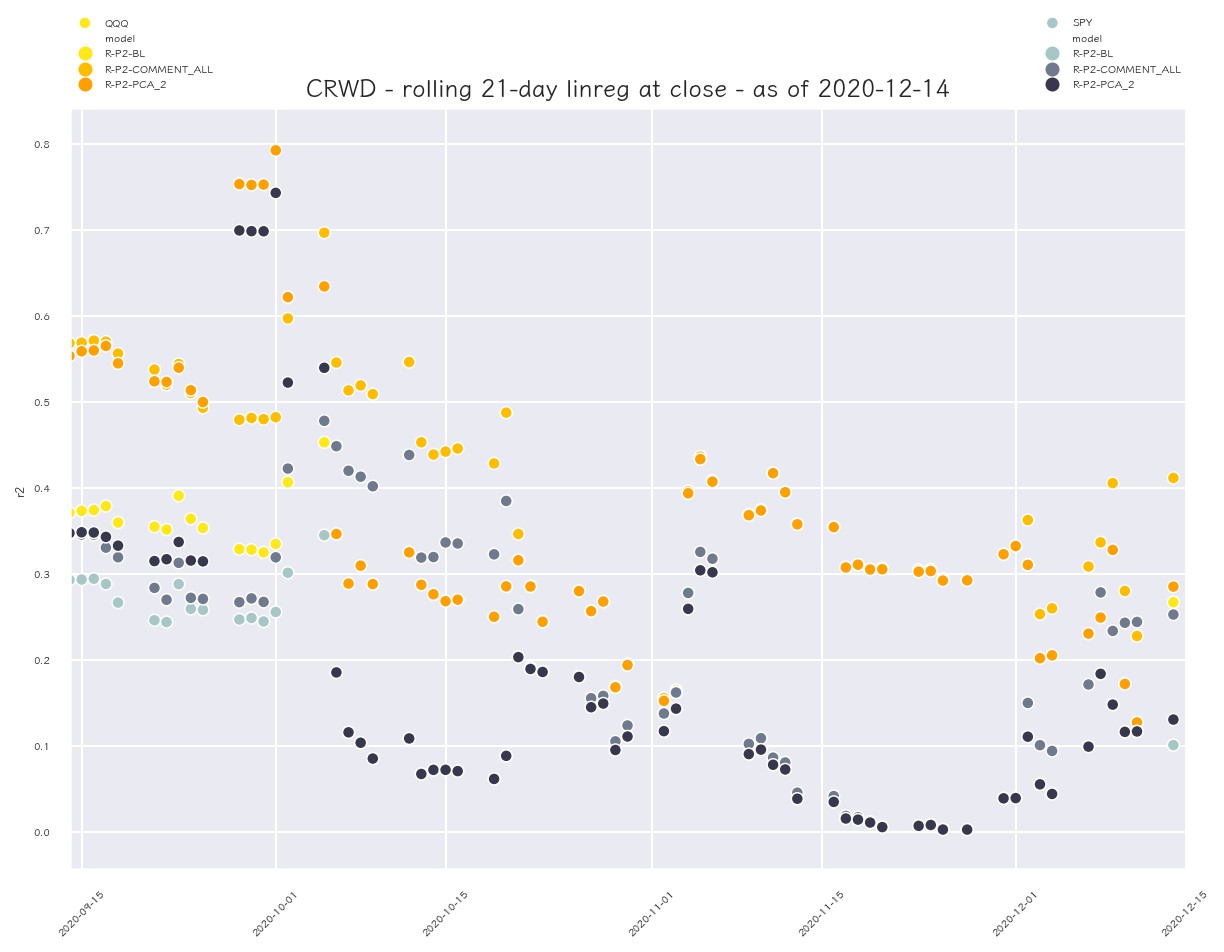 QQQ
model
R-P2-BL
R-P2-COMMENT_ALL
R-P2-PCA_2
SPY
model
R-P2-BL
R-P2-COMMENT_ALL
R-P2-PCA_2
CRWD - rolling 21-day linreg at close - as of 2020-12-14
0.8
0.7
0.6
0.5
0.4
0.3
0.2
0.1
0.0
r2
2020-09-15
2020-10-01
2020-10-15
2020-11-01
2020-11-15
2020-12-01
2020-12-15